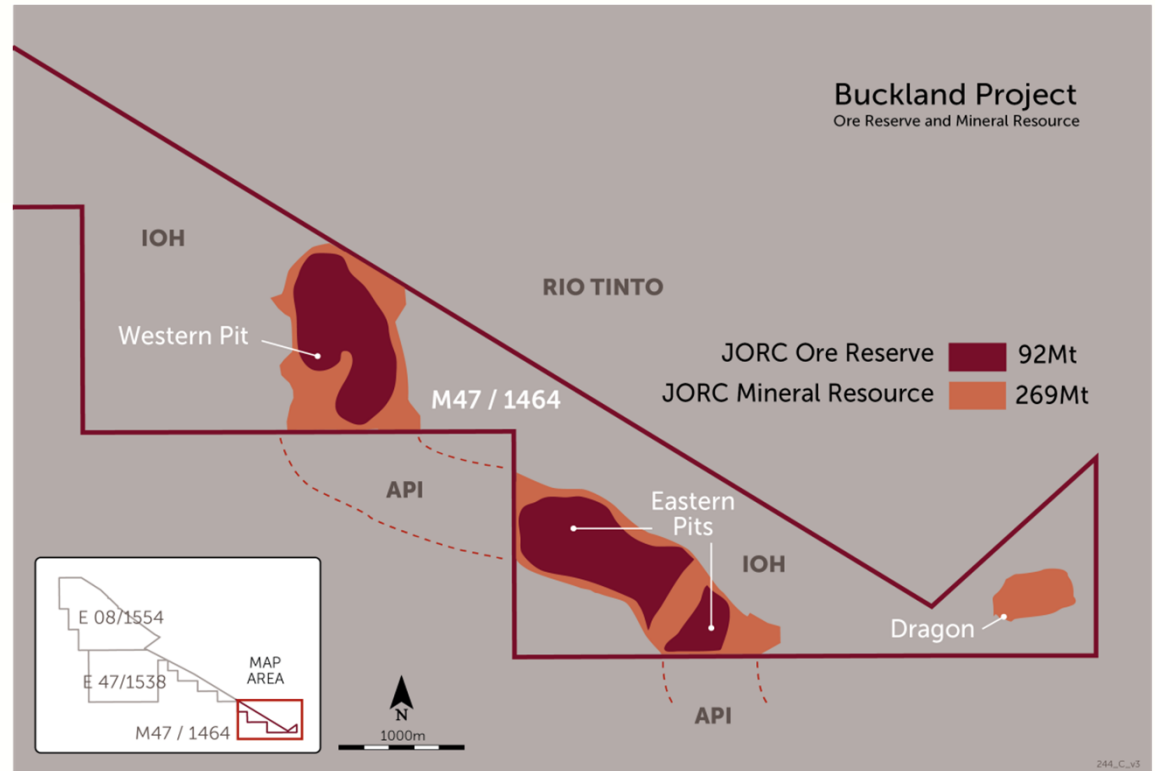 Buckland Project
Ore Reserve and Mineral Resource
IOH
RIO TINTO
Western Pit
JORC Ore Reserve 92Mt
JORC Mineral Resource 269Mt
M47 / 1464
API
Eastern
Pits
IOH
Dragon
E 08/1554
E 47/1538
MAP
AREA
M47 / 1464
N
1000m
API
244_C_v3